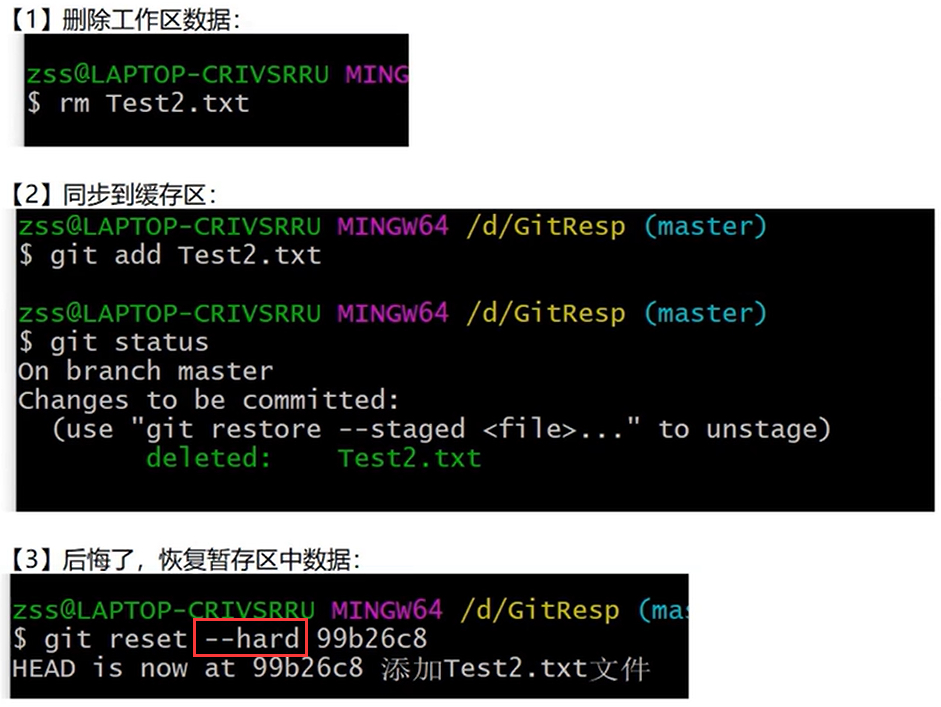 【1】删除工作区数据：
zss@LAPTOP-CRIVSRRU MING
$ rm Test2.txt
【2】同步到缓存区：
zss@LAPTOP-CRIVSRRU MINGW64 /d/GitResp (master)
$ git add Test2.txt
zss@LAPTOP-CRIVSRRU MINGW64 /d/GitResp (master)
$ git status
On branch master
Changes to be committed:
(use "git restore --staged <file>..." to unstage)
deleted: Test2.txt
【3】后悔了，恢复暂存区中数据：
zss@LAPTOP-CRIVSRRU MINGW64 /d/GitResp (mas
$ git reset --hard 99b26c8
HEAD is now at 99b26c8 添加Test2.txt文件